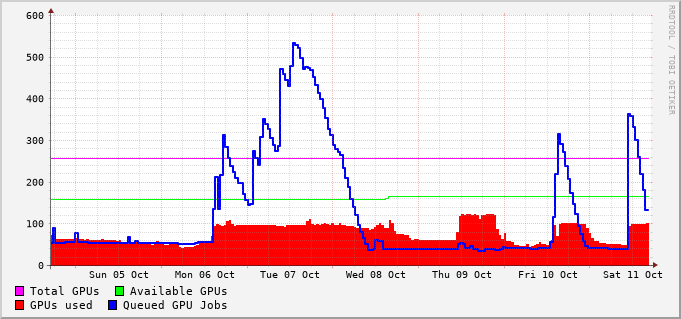 600
500
400
300
200
100
0
Sun 05 Oct Mon 06 Oct Tue 07 Oct Wed 08 Oct Thu 09 Oct Fri 10 Oct Sat 11 Oct
Total GPUs Available GPUs
GPUs used Queued GPU Jobs
RRDTOOL / TOBI OETIKER